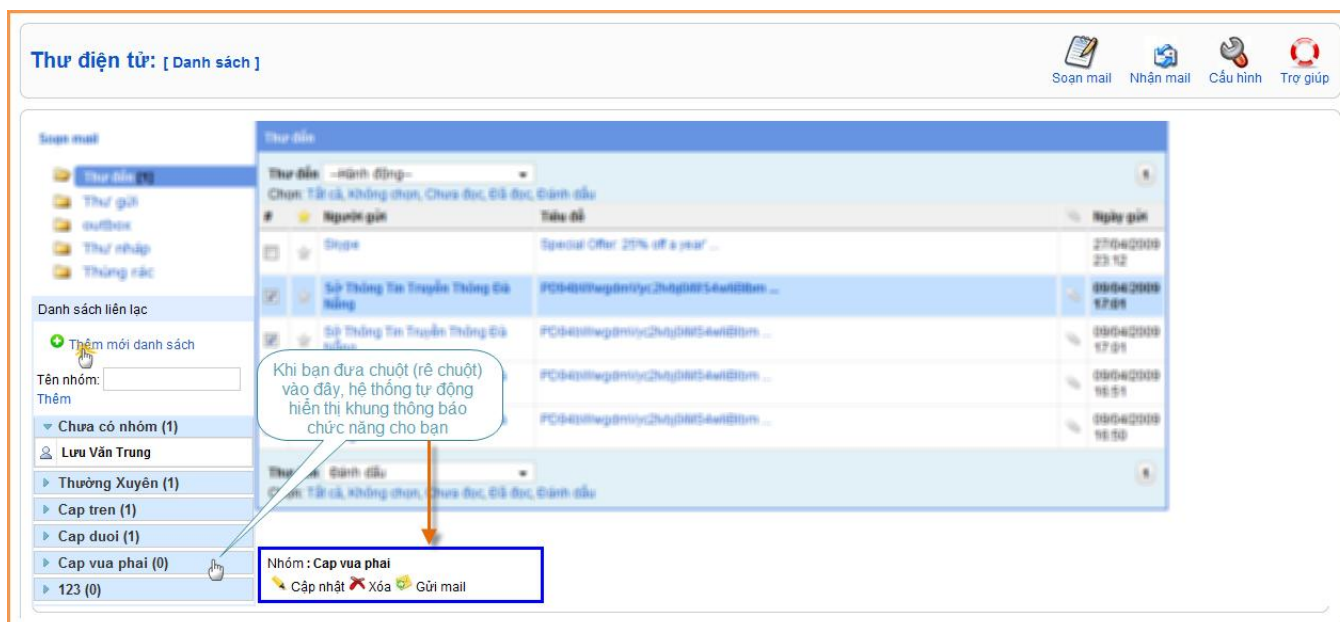 Thư điện tử: [ Danh sách ]
Soạn mail
Nhận mail
Cấu hình
Trợ giúp
Soạn mail
Thư đến
Thư đến (1)
Thư gửi
outbox
Thư nháp
Thùng rác
Thư đến --Hành động--
Chọn: Tất cả, Không chọn, Chưa đọc, Đã đọc, Đánh dấu
# Người gửi Tiêu đề Ngày gửi
Skype Special Offer: 25% off a year' ... 27/04/2009
23:12
Sở Thông Tin Truyền Thông Đà 09/04/2009
Nẵng 17:01
Sở Thông Tin Truyền Thông Đà 09/04/2009
17:01
09/04/2009
16:51
09/04/2009
16:50
Đánh dấu
Tất cả, Không chọn, Chưa đọc, Đã đọc, Đánh dấu
Danh sách liên lạc
Thêm mới danh sách
Tên nhóm:
Thêm
Chưa có nhóm (1)
Lưu Văn Trung
Thường Xuyên (1)
Cap tren (1)
Cap duoi (1)
Cap vua phai (0)
123 (0)
Khi bạn đưa chuột (rê chuột)
vào đây, hệ thống tự động
hiển thị khung thông báo
chức năng cho bạn
Nhóm : Cap vua phai
Cập nhật Xóa Gửi mail